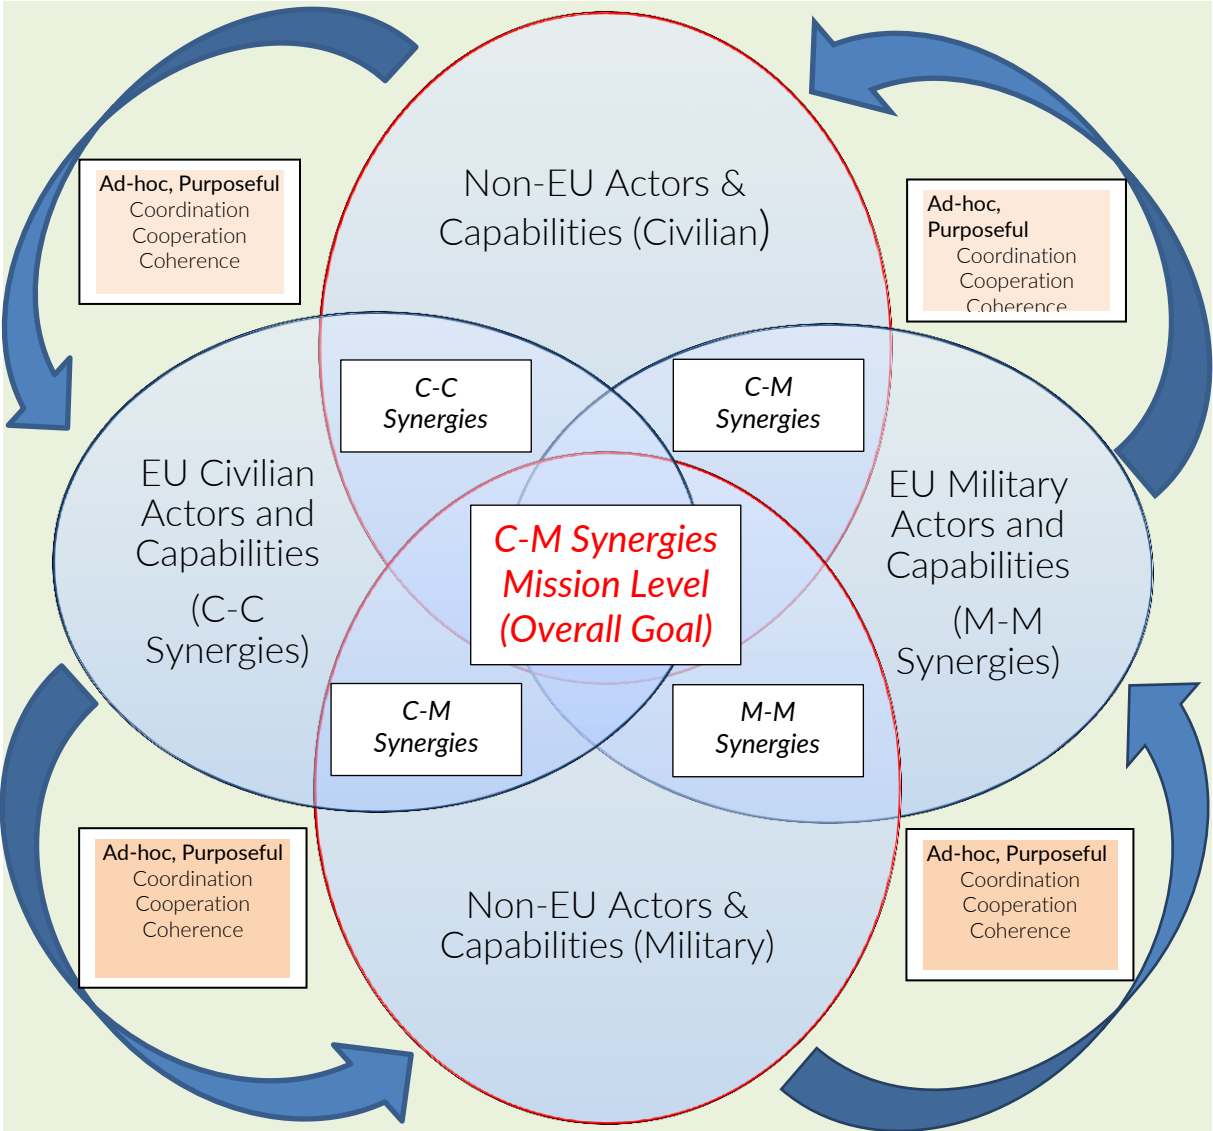 Non-EU Actors &
Capabilities (Civilian)
Ad-hoc, Purposeful
Coordination
Cooperation
Coherence
Ad-hoc,
Purposeful
Coordination
Cooperation
Coherence
C-C
Synergies
C-M
Synergies
EU Civilian
Actors and
Capabilities
(C-C
Synergies)
C-M Synergies
Mission Level
(Overall Goal)
EU Military
Actors and
Capabilities
(M-M
Synergies)
C-M
Synergies
M-M
Synergies
Ad-hoc, Purposeful
Coordination
Cooperation
Coherence
Non-EU Actors &
Capabilities (Military)
Ad-hoc, Purposeful
Coordination
Cooperation
Coherence